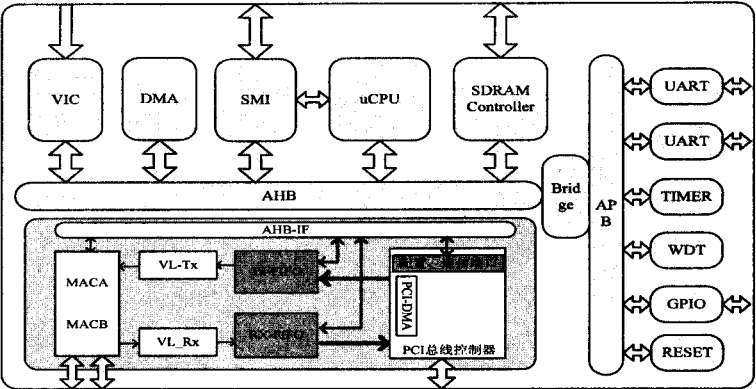 VIC
DMA
SMI
uCPU
SDRAM
Controller
UART
UART
AHB
Brid
ge
AP
B
TIMER
AHB-IF
VL-Tx
MACA
WDT
PCI-DMA
MACB
GPIO
VL_Rx
PCI总线控制器
RESET